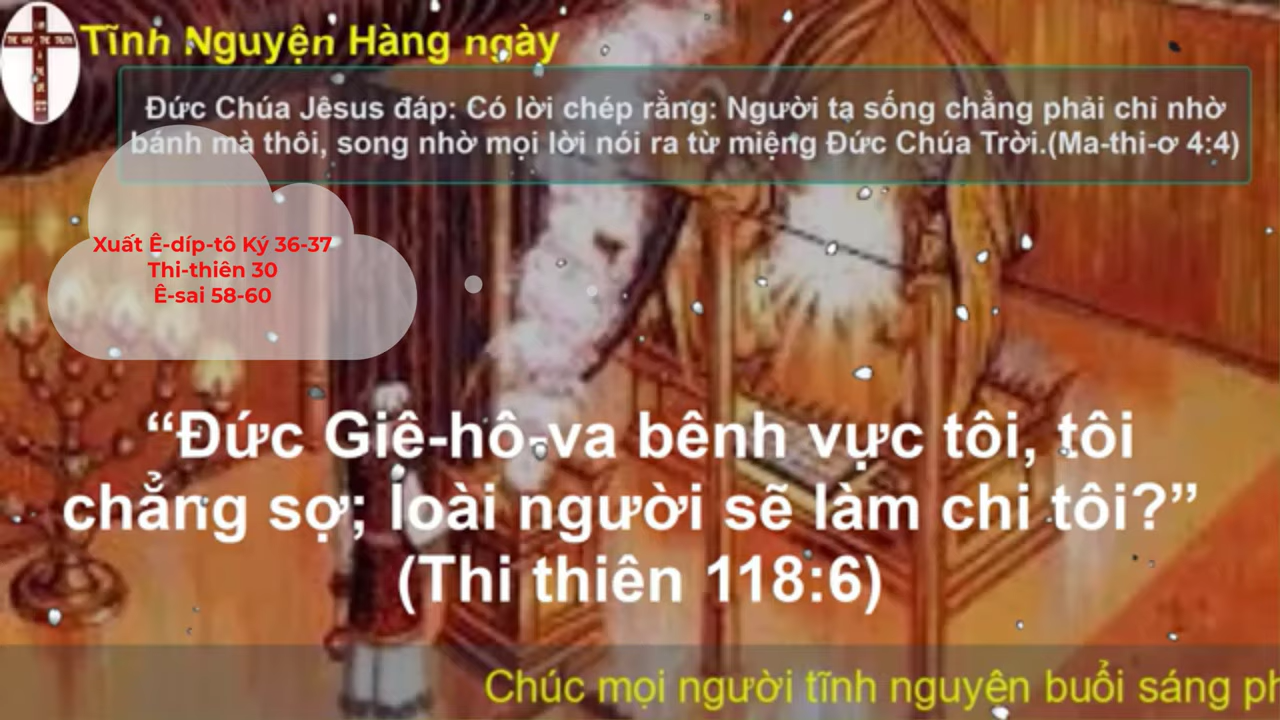 Tĩnh Nguyện Hàng ngày
Đức Chúa Jêsus đáp: Có lời chép rằng: Người ta sống chẳng phải chỉ nhờ
bánh mà thôi, song nhờ mọi lời nói ra từ miệng Đức Chúa Trời.(Ma-thi-ơ 4:4)
Xuất Ê-díp-tô Ký 36-37
Thi-thiên 30
Ê-sai 58-60
“Đức Giê-hô-va bênh vực tôi, tôi
chẳng sợ; loài người sẽ làm chi tôi?”
(Thi thiên 118:6)
Chúc mọi người tĩnh nguyện buổi sáng